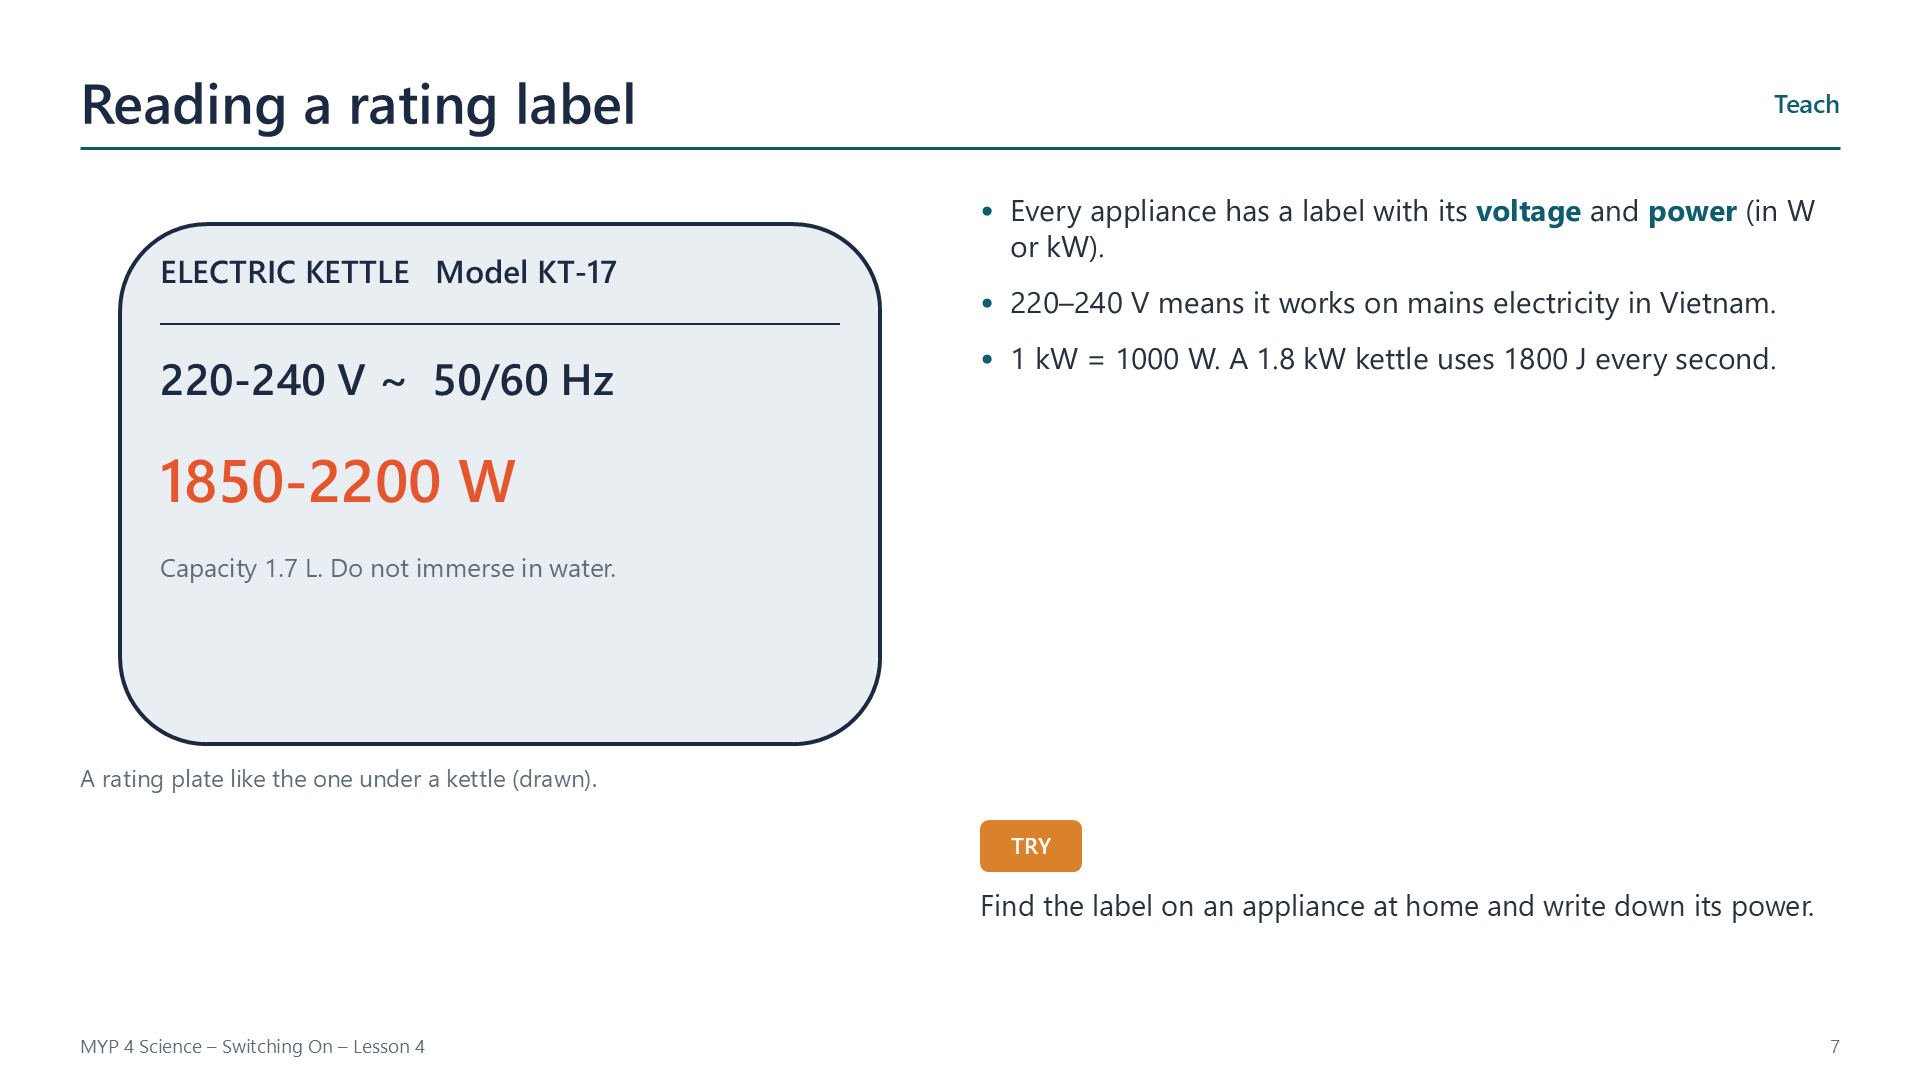 Reading a rating label
Teach
ELECTRIC KETTLE Model KT-17
220-240 V ~ 50/60 Hz
1850-2200 W
Capacity 1.7 L. Do not immerse in water.
A rating plate like the one under a kettle (drawn).
• Every appliance has a label with its voltage and power (in W
or kW).
• 220–240 V means it works on mains electricity in Vietnam.
• 1 kW = 1000 W. A 1.8 kW kettle uses 1800 J every second.
TRY
Find the label on an appliance at home and write down its power.
MYP 4 Science – Switching On – Lesson 4
7